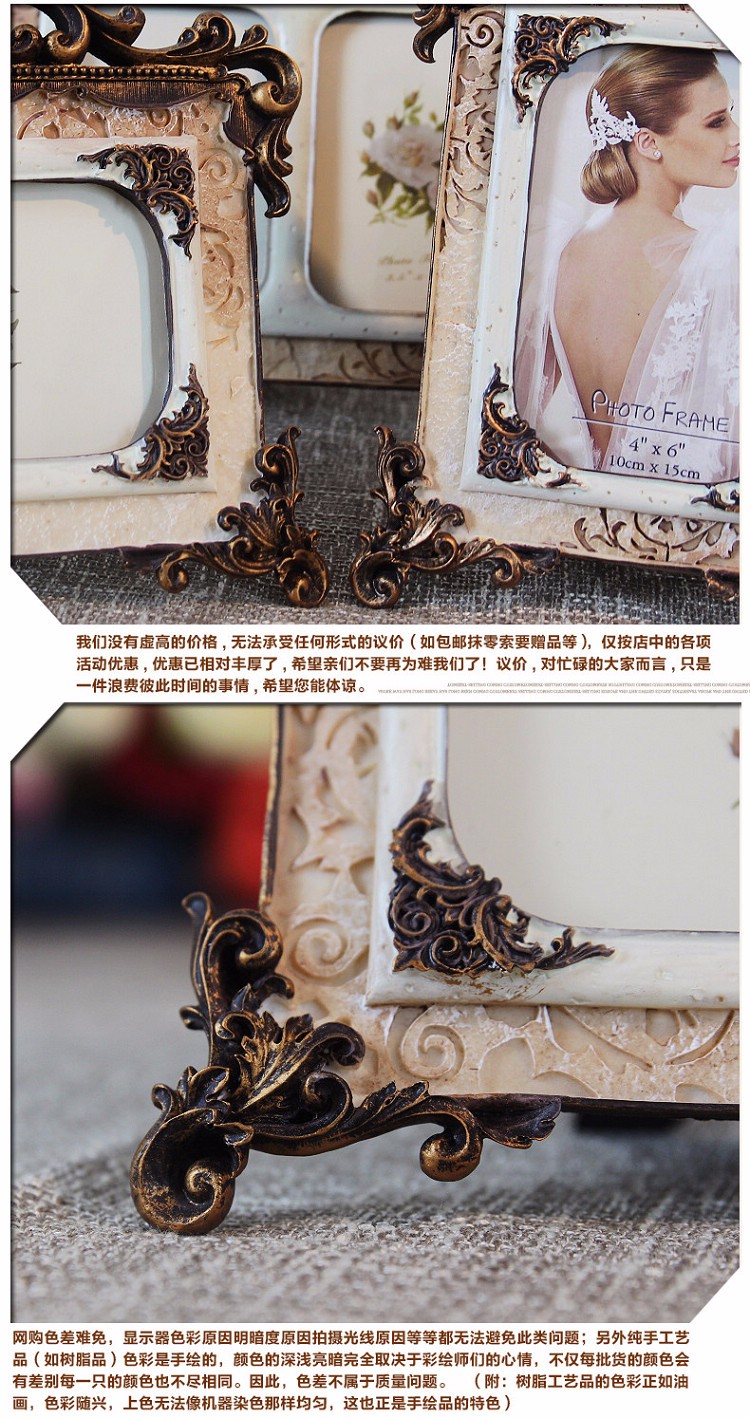 PHOTO FRAME
4" x 6"
10cm x 15cm
我们没有虚高的价格，无法承受任何形式的议价（如包邮抹零索要赠品等），仅按店中的各项
活动优惠，优惠已相对丰厚了，希望亲们不要再为难我们了！议价，对忙碌的大家而言，只是
一件浪费彼此时间的事情，希望您能体谅。
网购色差难免，显示器色彩原因明暗度原因拍摄光线原因等等都无法避免此类问题；另外纯手工艺
品（如树脂品）色彩是手绘的，颜色的深浅亮暗完全取决于彩绘师们的心情，不仅每批货的颜色会
有差别每一只的颜色也不尽相同。因此，色差不属于质量问题。 （附：树脂工艺品的色彩正如油
画，色彩随兴，上色无法像机器染色那样均匀，这也正是手绘品的特色）